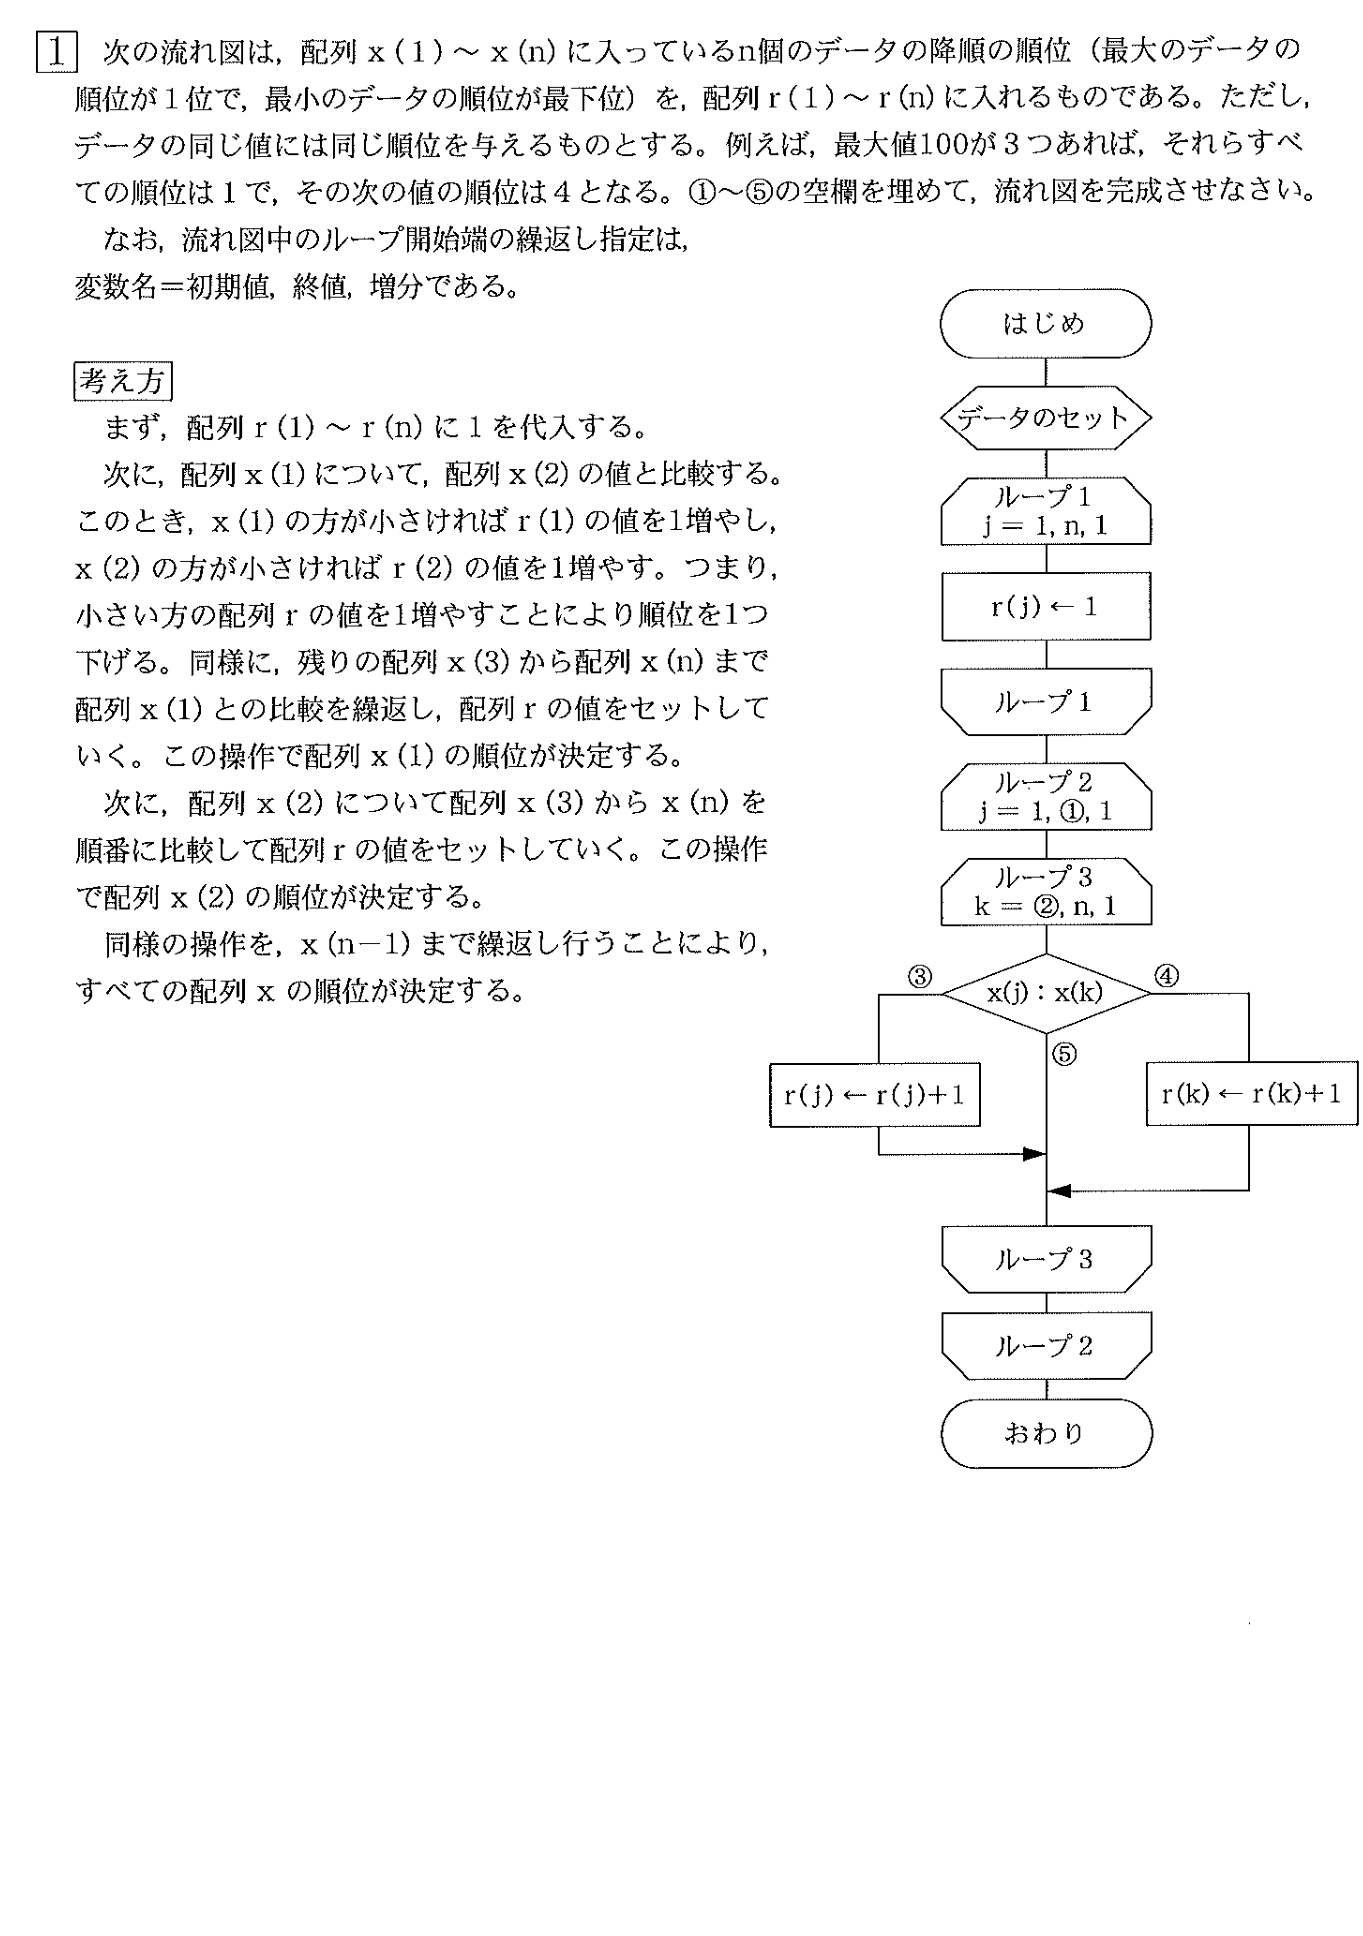 1 次の流れ図は, 配列 x (1) ～ x (n) に入っているn個のデータの降順の順位（最大のデータの
順位が1位で, 最小のデータの順位が最下位）を, 配列 r (1) ～ r (n) に入れるものである。ただし,
データの同じ値には同じ順位を与えるものとする。例えば, 最大値100が3つあれば, それらすべ
ての順位は1で, その次の値の順位は4となる。①～⑤の空欄を埋めて, 流れ図を完成させなさい。
なお, 流れ図中のループ開始端の繰返し指定は,
変数名＝初期値, 終値, 増分である。
考え方
まず, 配列 r (1) ～ r (n) に1を代入する。
次に, 配列 x (1) について, 配列 x (2) の値と比較する。
このとき, x (1) の方が小さければ r (1) の値を1増やし,
x (2) の方が小さければ r (2) の値を1増やす。つまり,
小さい方の配列 r の値を1増やすことにより順位を1つ
下げる。同様に, 残りの配列 x (3) から配列 x (n) まで
配列 x (1) との比較を繰返し, 配列 r の値をセットして
いく。この操作で配列 x (1) の順位が決定する。
次に, 配列 x (2) について配列 x (3) から x (n) を
順番に比較して配列 r の値をセットしていく。この操作
で配列 x (2) の順位が決定する。
同様の操作を, x (n－1) まで繰返し行うことにより,
すべての配列 x の順位が決定する。
はじめ
データのセット
ループ1
j = 1, n, 1
r(j) ← 1
ループ1
ループ2
j = 1, ①, 1
ループ3
k = ②, n, 1
③
x(j) : x(k)
④
⑤
r(j) ← r(j)+1
r(k) ← r(k)+1
ループ3
ループ2
おわり